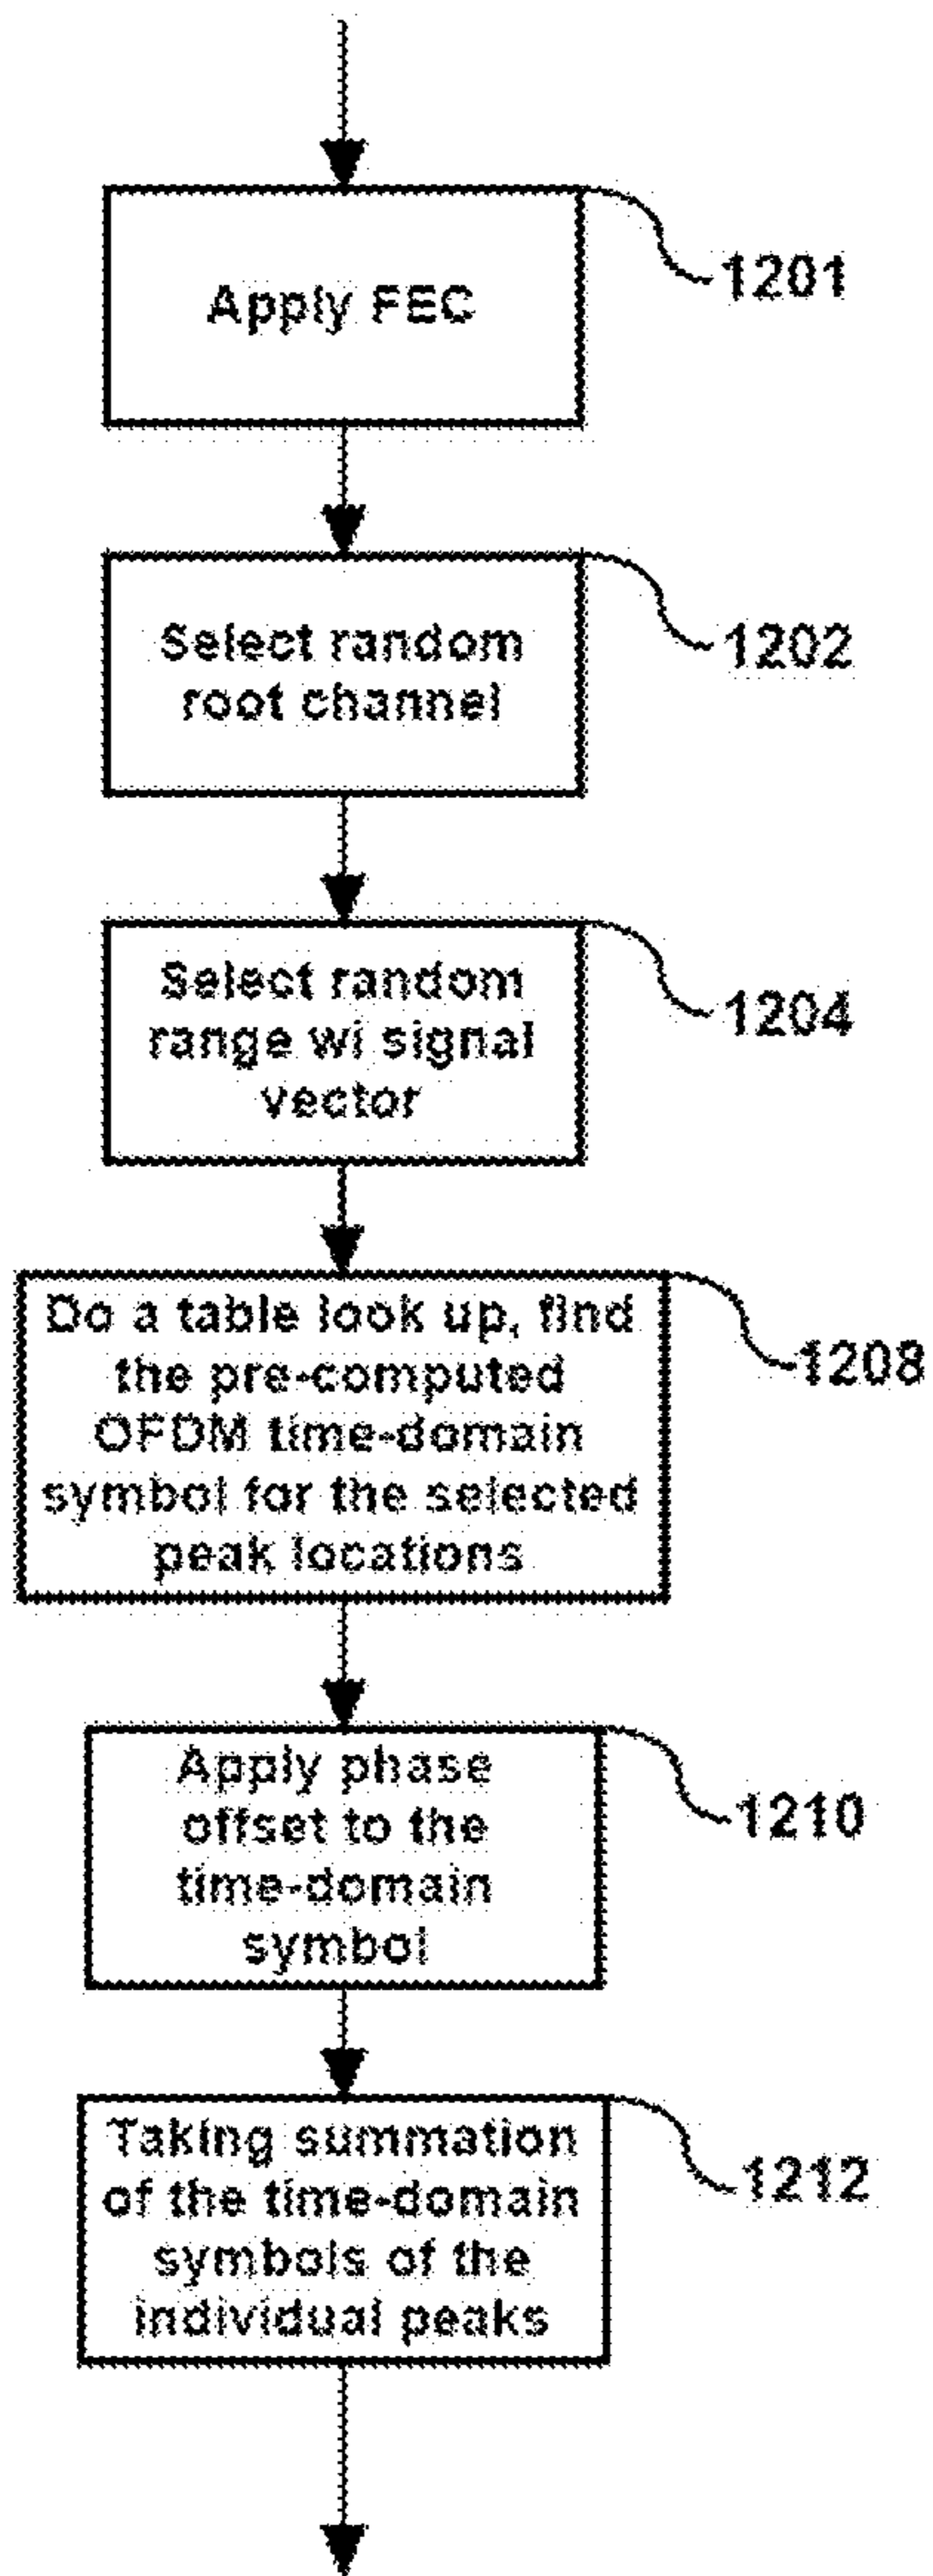 Apply FEC
1201
Select random
root channel
1202
Select random
range wi signal
vector
1204
Do a table look up, find
the pre-computed
OFDM time-domain
symbol for the selected
peak locations
1208
Apply phase
offset to the
time-domain
symbol
1210
Taking summation
of the time-domain
symbols of the
individual peaks
1212